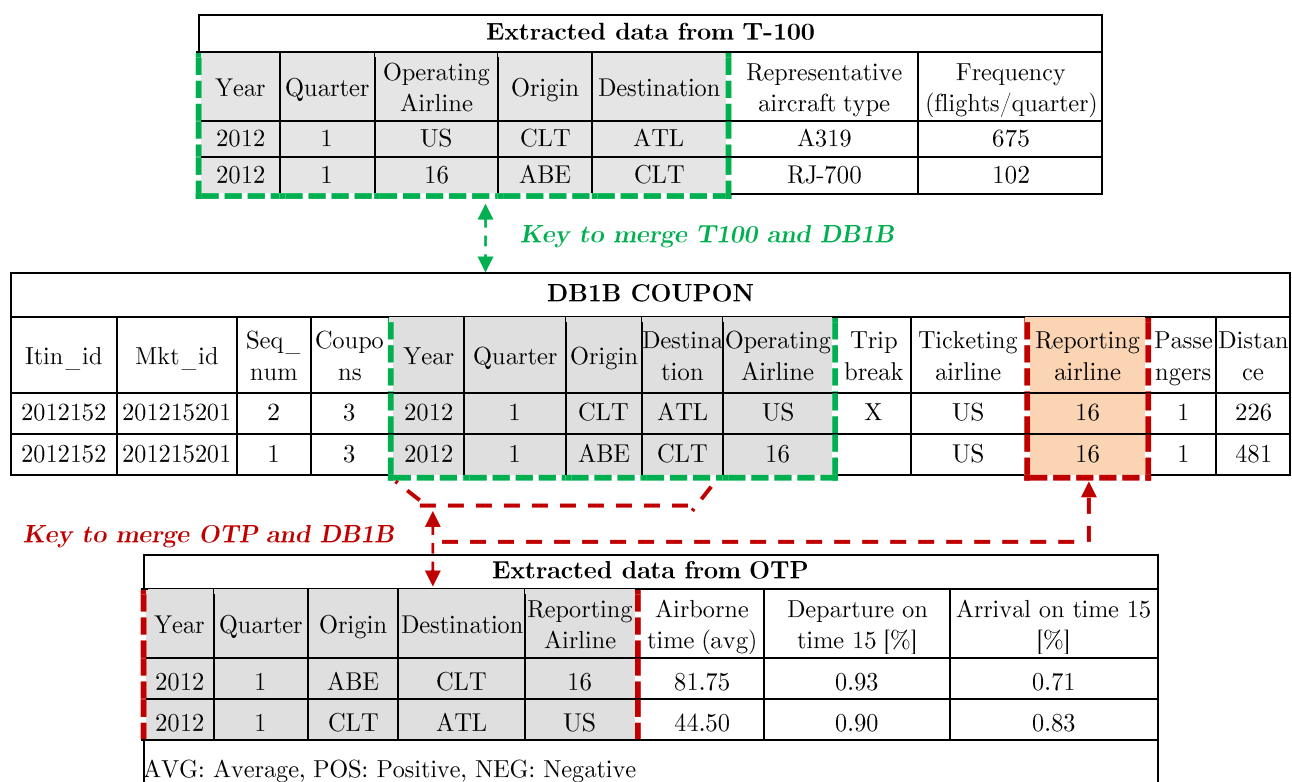 Extracted data from T-100
Year Quarter Operating Airline Origin Destination Representative aircraft type Frequency (flights/quarter)
2012 1 US CLT ATL A319 675
2012 1 16 ABE CLT RJ-700 102
Key to merge T100 and DB1B
DB1B COUPON
Itin_id Mkt_id Seq_num Coupons Year Quarter Origin Destination Operating Airline Trip break Ticketing airline Reporting airline Passengers Distance
2012152 201215201 2 3 2012 1 CLT ATL US X US 16 1 226
2012152 201215201 1 3 2012 1 ABE CLT 16 US 16 1 481
Key to merge OTP and DB1B
Extracted data from OTP
Year Quarter Origin Destination Reporting Airline Airborne time (avg) Departure on time 15 [%] Arrival on time 15 [%]
2012 1 ABE CLT 16 81.75 0.93 0.71
2012 1 CLT ATL US 44.50 0.90 0.83
AVG: Average, POS: Positive, NEG: Negative